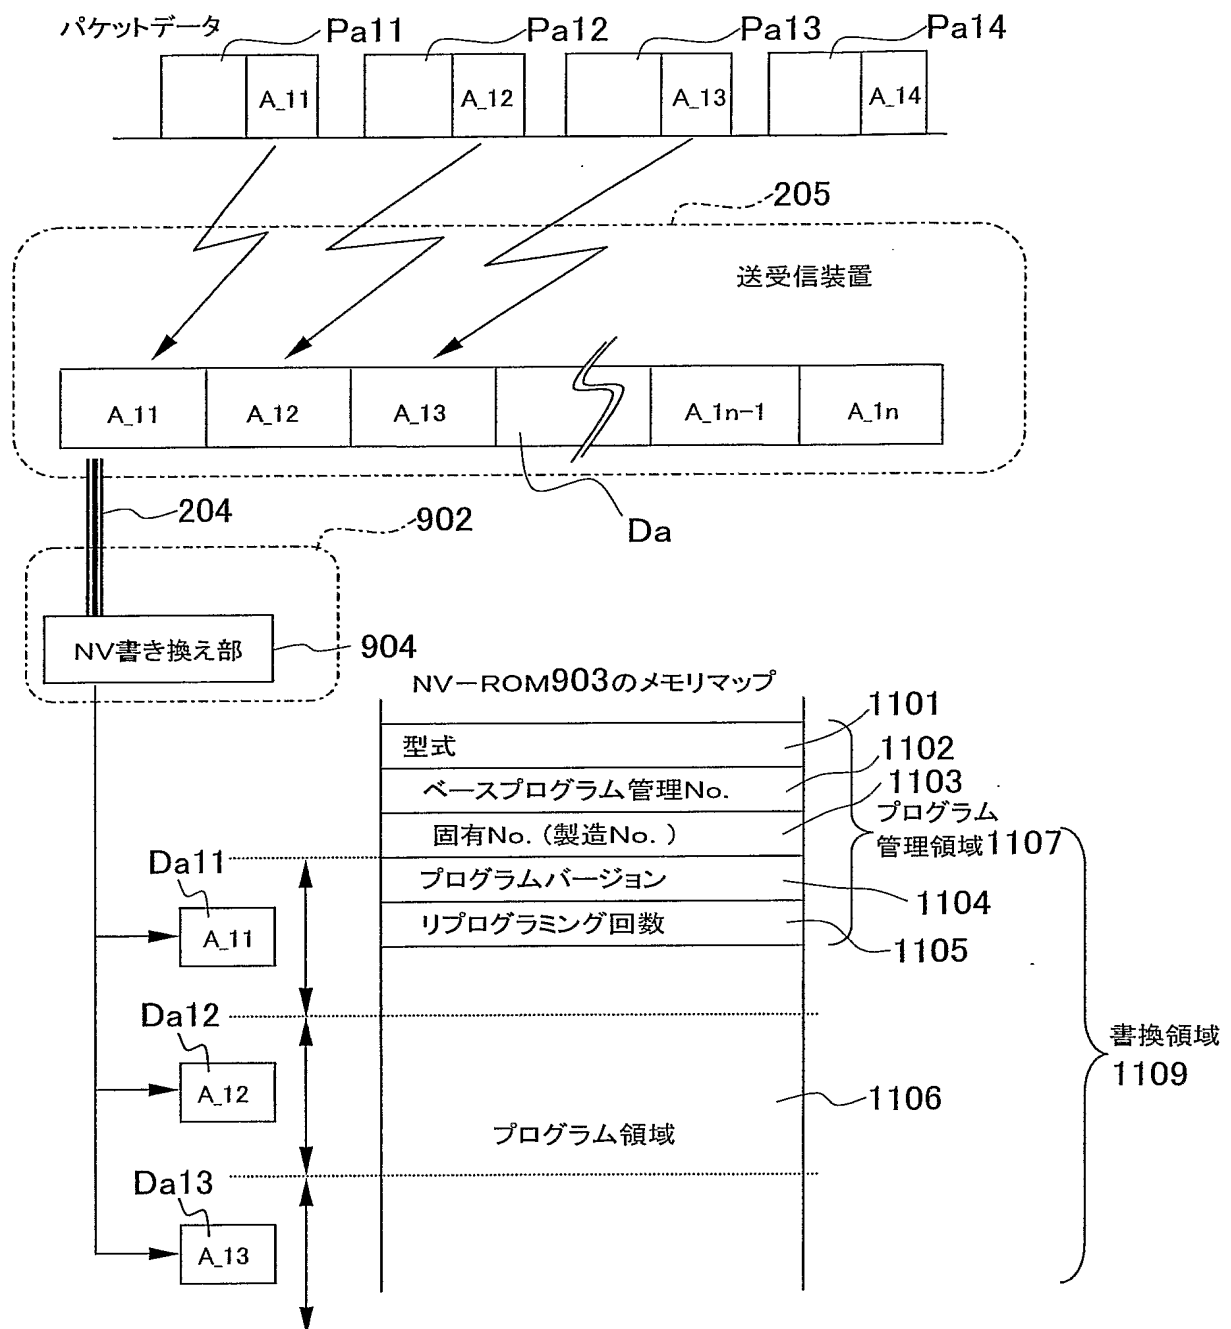 パケットデータ
Pa11
Pa12
Pa13
Pa14
A_11
A_12
A_13
A_14
205
送受信装置
A_11
A_12
A_13
A_1n-1
A_1n
204
902
Da
NV書き換え部
904
NV-ROM903のメモリマップ
1101
型式
1102
ベースプログラム管理No.
1103
固有No.(製造No.)
プログラム
管理領域1107
Da11
プログラムバージョン
1104
A_11
リプログラミング回数
1105
Da12
書換領域
1109
A_12
1106
プログラム領域
Da13
A_13